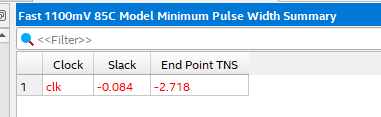 Fast 1100mV 85C Model Minimum Pulse Width Summary
<<Filter>>
Clock Slack End Point TNS
1 clk -0.084 -2.718